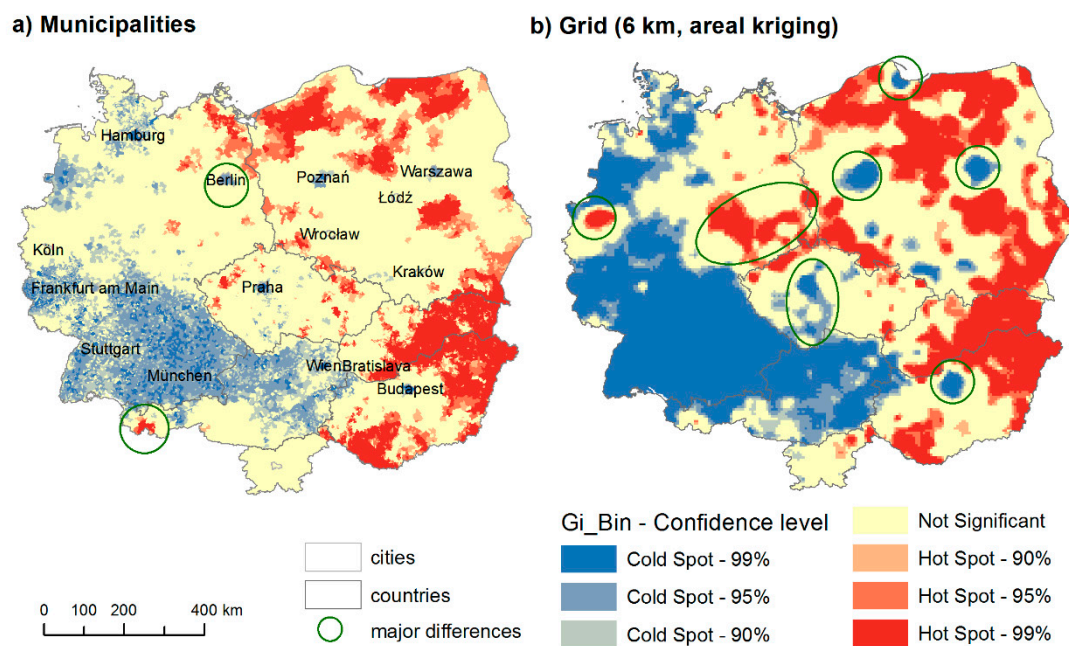 a) Municipalities
b) Grid (6 km, areal kriging)
Hamburg
Berlin
Poznań
Warszawa
Łódź
Wrocław
Köln
Kraków
Frankfurt am Main
Praha
Stuttgart
Wien
Bratislava
München
Budapest
Gi_Bin - Confidence level
Not Significant
cities
Cold Spot - 99%
Hot Spot - 90%
countries
Cold Spot - 95%
Hot Spot - 95%
0 100 200 400 km
major differences
Cold Spot - 90%
Hot Spot - 99%